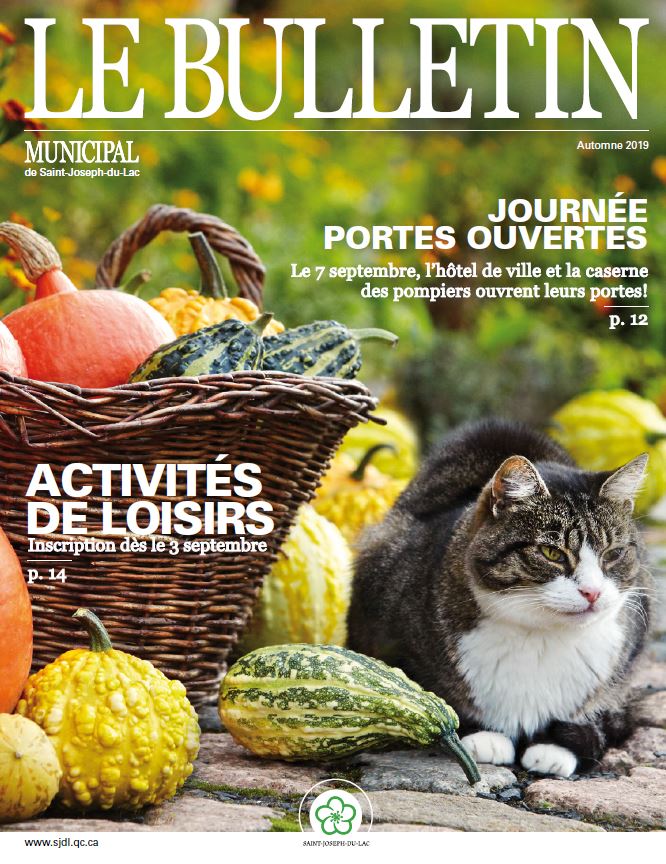 LE BULLETIN
MUNICIPAL
de Saint-Joseph-du-Lac
Automne 2019
JOURNÉE
PORTES OUVERTES
Le 7 septembre, l'hôtel de ville et la caserne
des pompiers ouvrent leurs portes!
p. 12
ACTIVITÉS
DE LOISIRS
Inscription dès le 3 septembre
p. 14
www.sjdl.qc.ca
SAINT-JOSEPH-DU-LAC